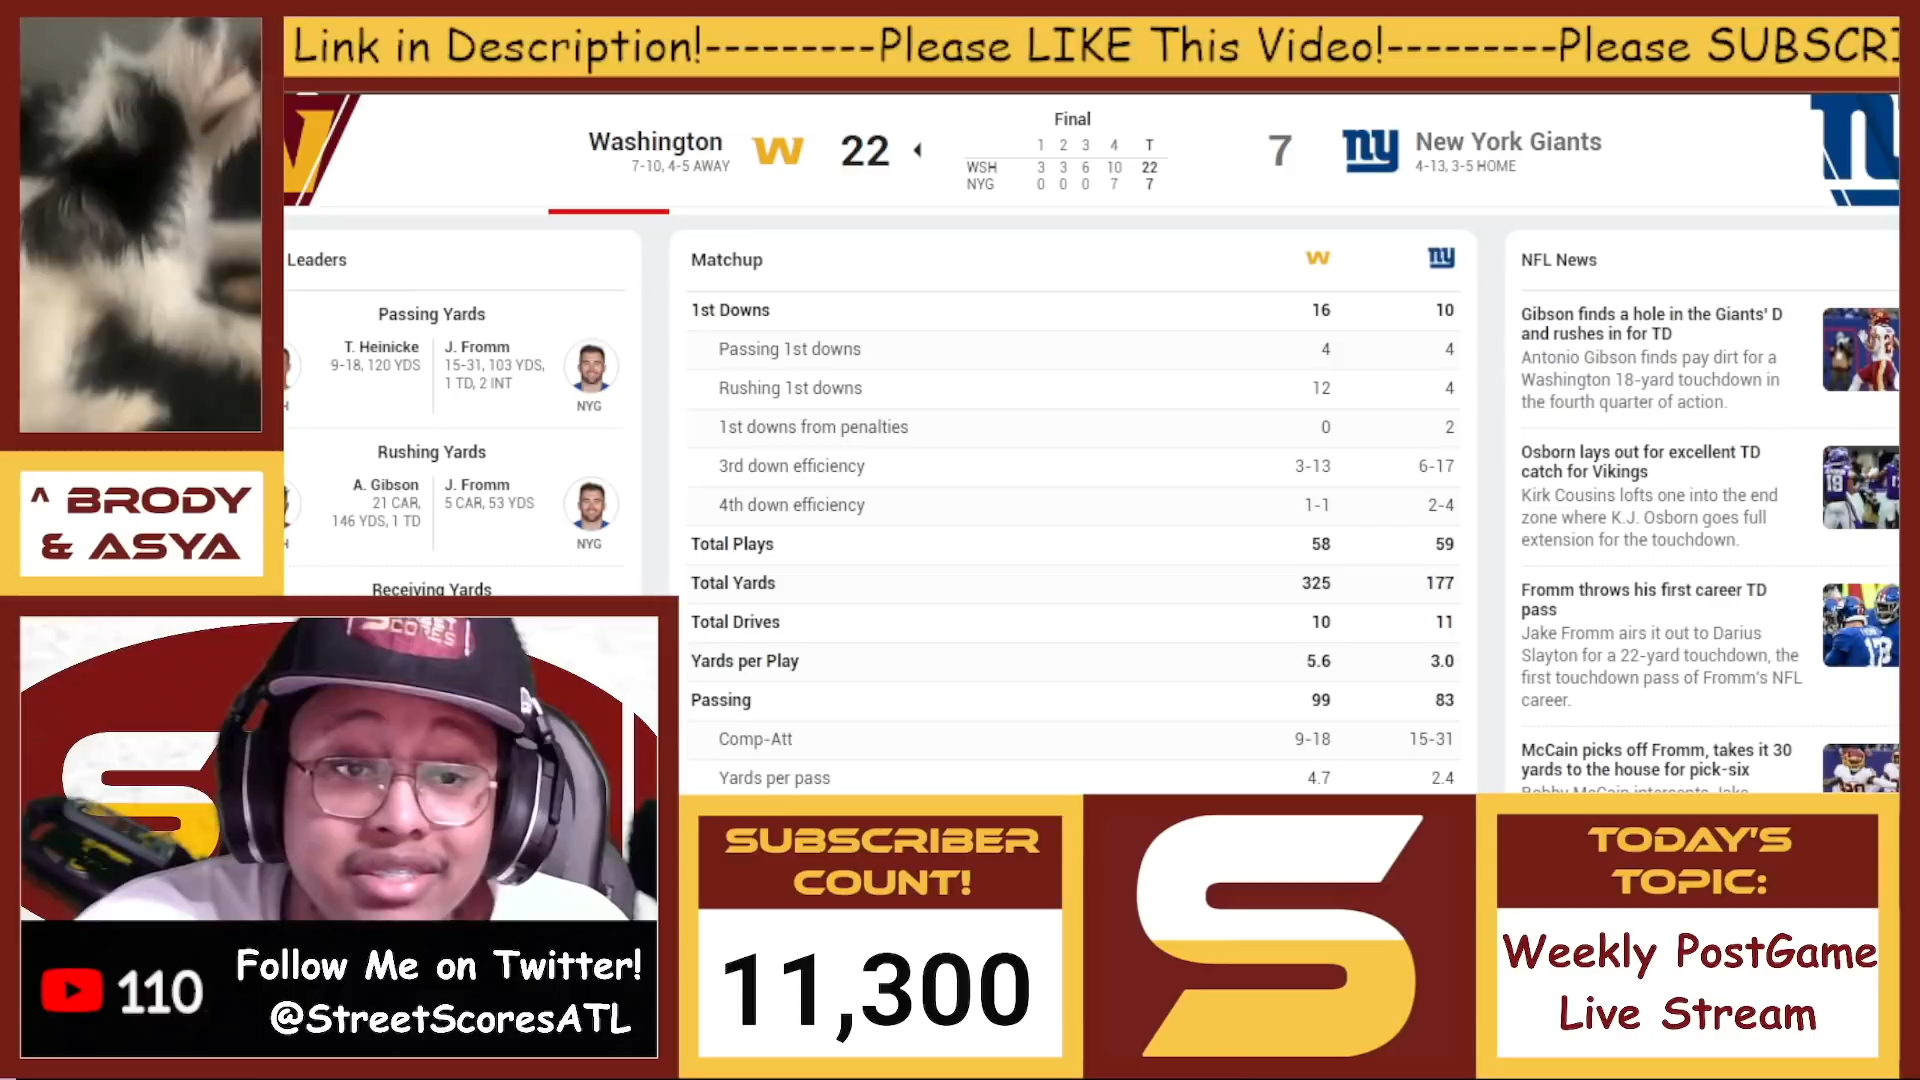 Link in Description!---------Please LIKE This Video!---------Please SUBSCRI
Washington
7-10, 4-5 AWAY
22
Final
1 2 3 4 T
WSH 3 3 6 10 22
NYG 0 0 0 7 7
7
New York Giants
4-13, 3-5 HOME
Leaders
Passing Yards
T. Heinicke
9-18, 120 YDS
J. Fromm
15-31, 103 YDS,
1 TD, 2 INT
NYG
Rushing Yards
A. Gibson
21 CAR,
146 YDS, 1 TD
J. Fromm
5 CAR, 53 YDS
NYG
Receiving Yards
Matchup
1st Downs 16 10
Passing 1st downs 4 4
Rushing 1st downs 12 4
1st downs from penalties 0 2
3rd down efficiency 3-13 6-17
4th down efficiency 1-1 2-4
Total Plays 58 59
Total Yards 325 177
Total Drives 10 11
Yards per Play 5.6 3.0
Passing 99 83
Comp-Att 9-18 15-31
Yards per pass 4.7 2.4
NFL News
Gibson finds a hole in the Giants' D
and rushes in for TD
Antonio Gibson finds pay dirt for a
Washington 18-yard touchdown in
the fourth quarter of action.
Osborn lays out for excellent TD
catch for Vikings
Kirk Cousins lofts one into the end
zone where K.J. Osborn goes full
extension for the touchdown.
Fromm throws his first career TD
pass
Jake Fromm airs it out to Darius
Slayton for a 22-yard touchdown, the
first touchdown pass of Fromm's NFL
career.
McCain picks off Fromm, takes it 30
yards to the house for pick-six
Bobby McCain intercepts Jake
^ BRODY
& ASYA
SCORES
110
Follow Me on Twitter!
@StreetScoresATL
SUBSCRIBER
COUNT!
11,300
TODAY'S
TOPIC:
Weekly PostGame
Live Stream